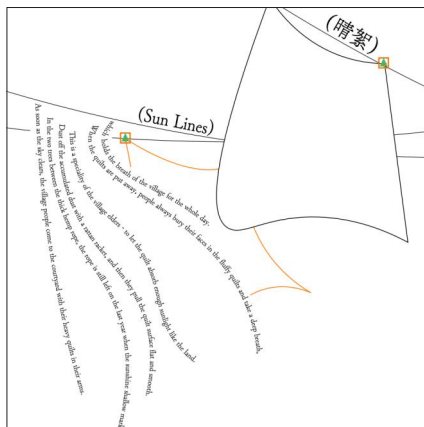 (晴絮)
(Sun Lines)
As soon as the sky clears, the village people come to the courtyard with their heavy quilts in their arms.
In the two trees between the thick hemp rope, the rope is still left on the last year when the sunshine shallow
Dust off the accumulated dust with a rattan racket, and then they pull the quilt surface flat and smooth.
This is a speciality of the village elders - to let the quilt absorb enough sunlight like the land.
When the quilts are put away, people always bury their faces in the fluffy quilts and take a deep breath,
which holds the breath of the village for the whole day.